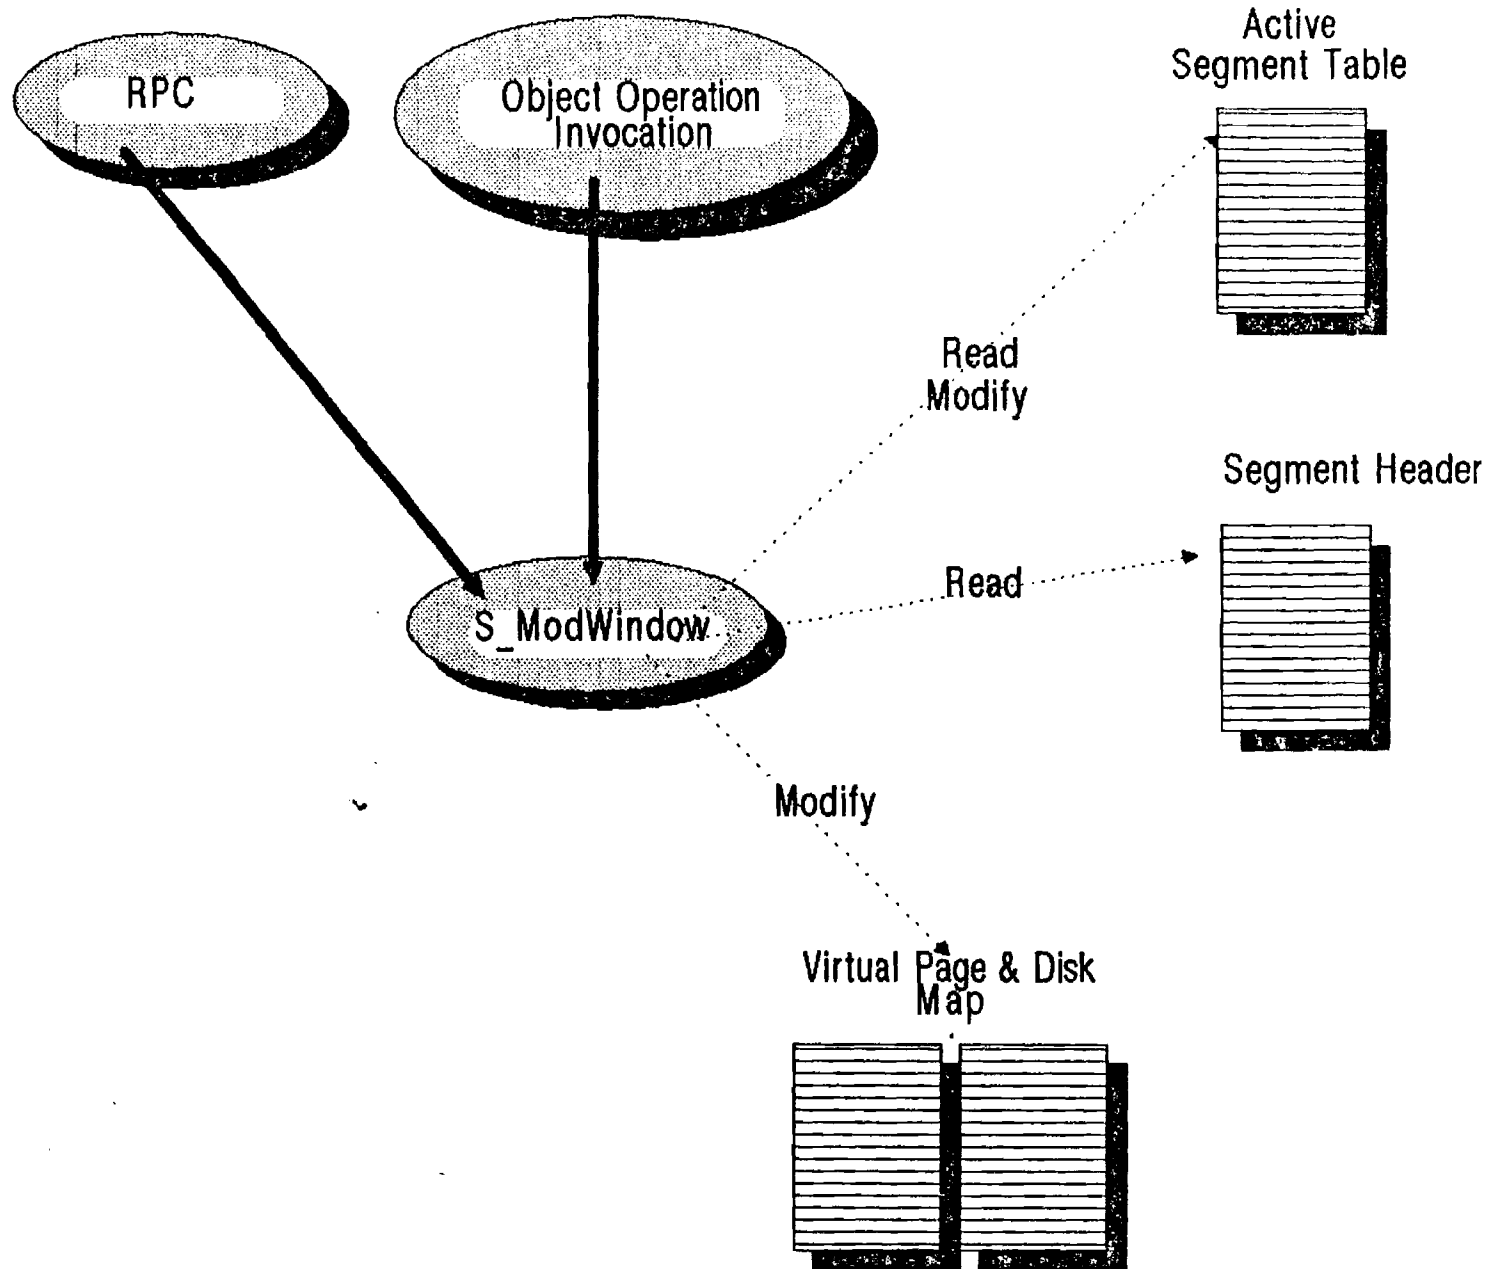 RPC
Object Operation
Invocation
Active
Segment Table
Read
Modify
Segment Header
Read
S_ModWindow
Modify
Virtual Page & Disk
Map